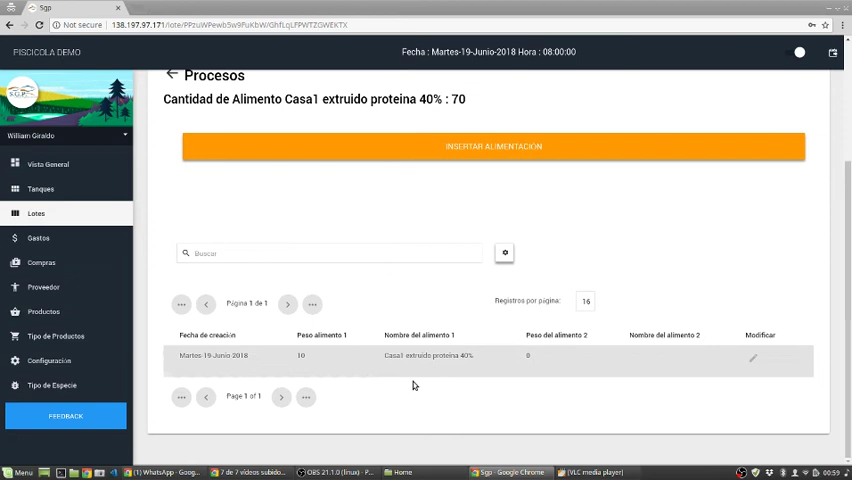 Sgp
Not secure 138.197.97.171/lote/PPzuWPewb5w9FuKbW/GhfLqLFPWTZGWEKTX
PISCICOLA DEMO
Fecha : Martes-19-Junio-2018 Hora : 08:00:00
S.G.P.
William Giraldo
Vista General
Tanques
Lotes
Gastos
Compras
Proveedor
Productos
Tipo de Productos
Configuración
Tipo de Especie
FEEDBACK
Procesos
Cantidad de Alimento Casa1 extruido proteina 40% : 70
INSERTAR ALIMENTACIÓN
Buscar
Página 1 de 1
Registros por página: 16
Fecha de creación Peso alimento 1 Nombre del alimento 1 Peso del alimento 2 Nombre del alimento 2 Modificar
Martes-19-Junio-2018 10 Casa1 extruido proteina 40% 0
Page 1 of 1
Menu (1) WhatsApp - Goog... 7 de 7 vídeos subido... OBS 21.1.0 (linux) - P... Home Sgp - Google Chrome [VLC media player] 00:59